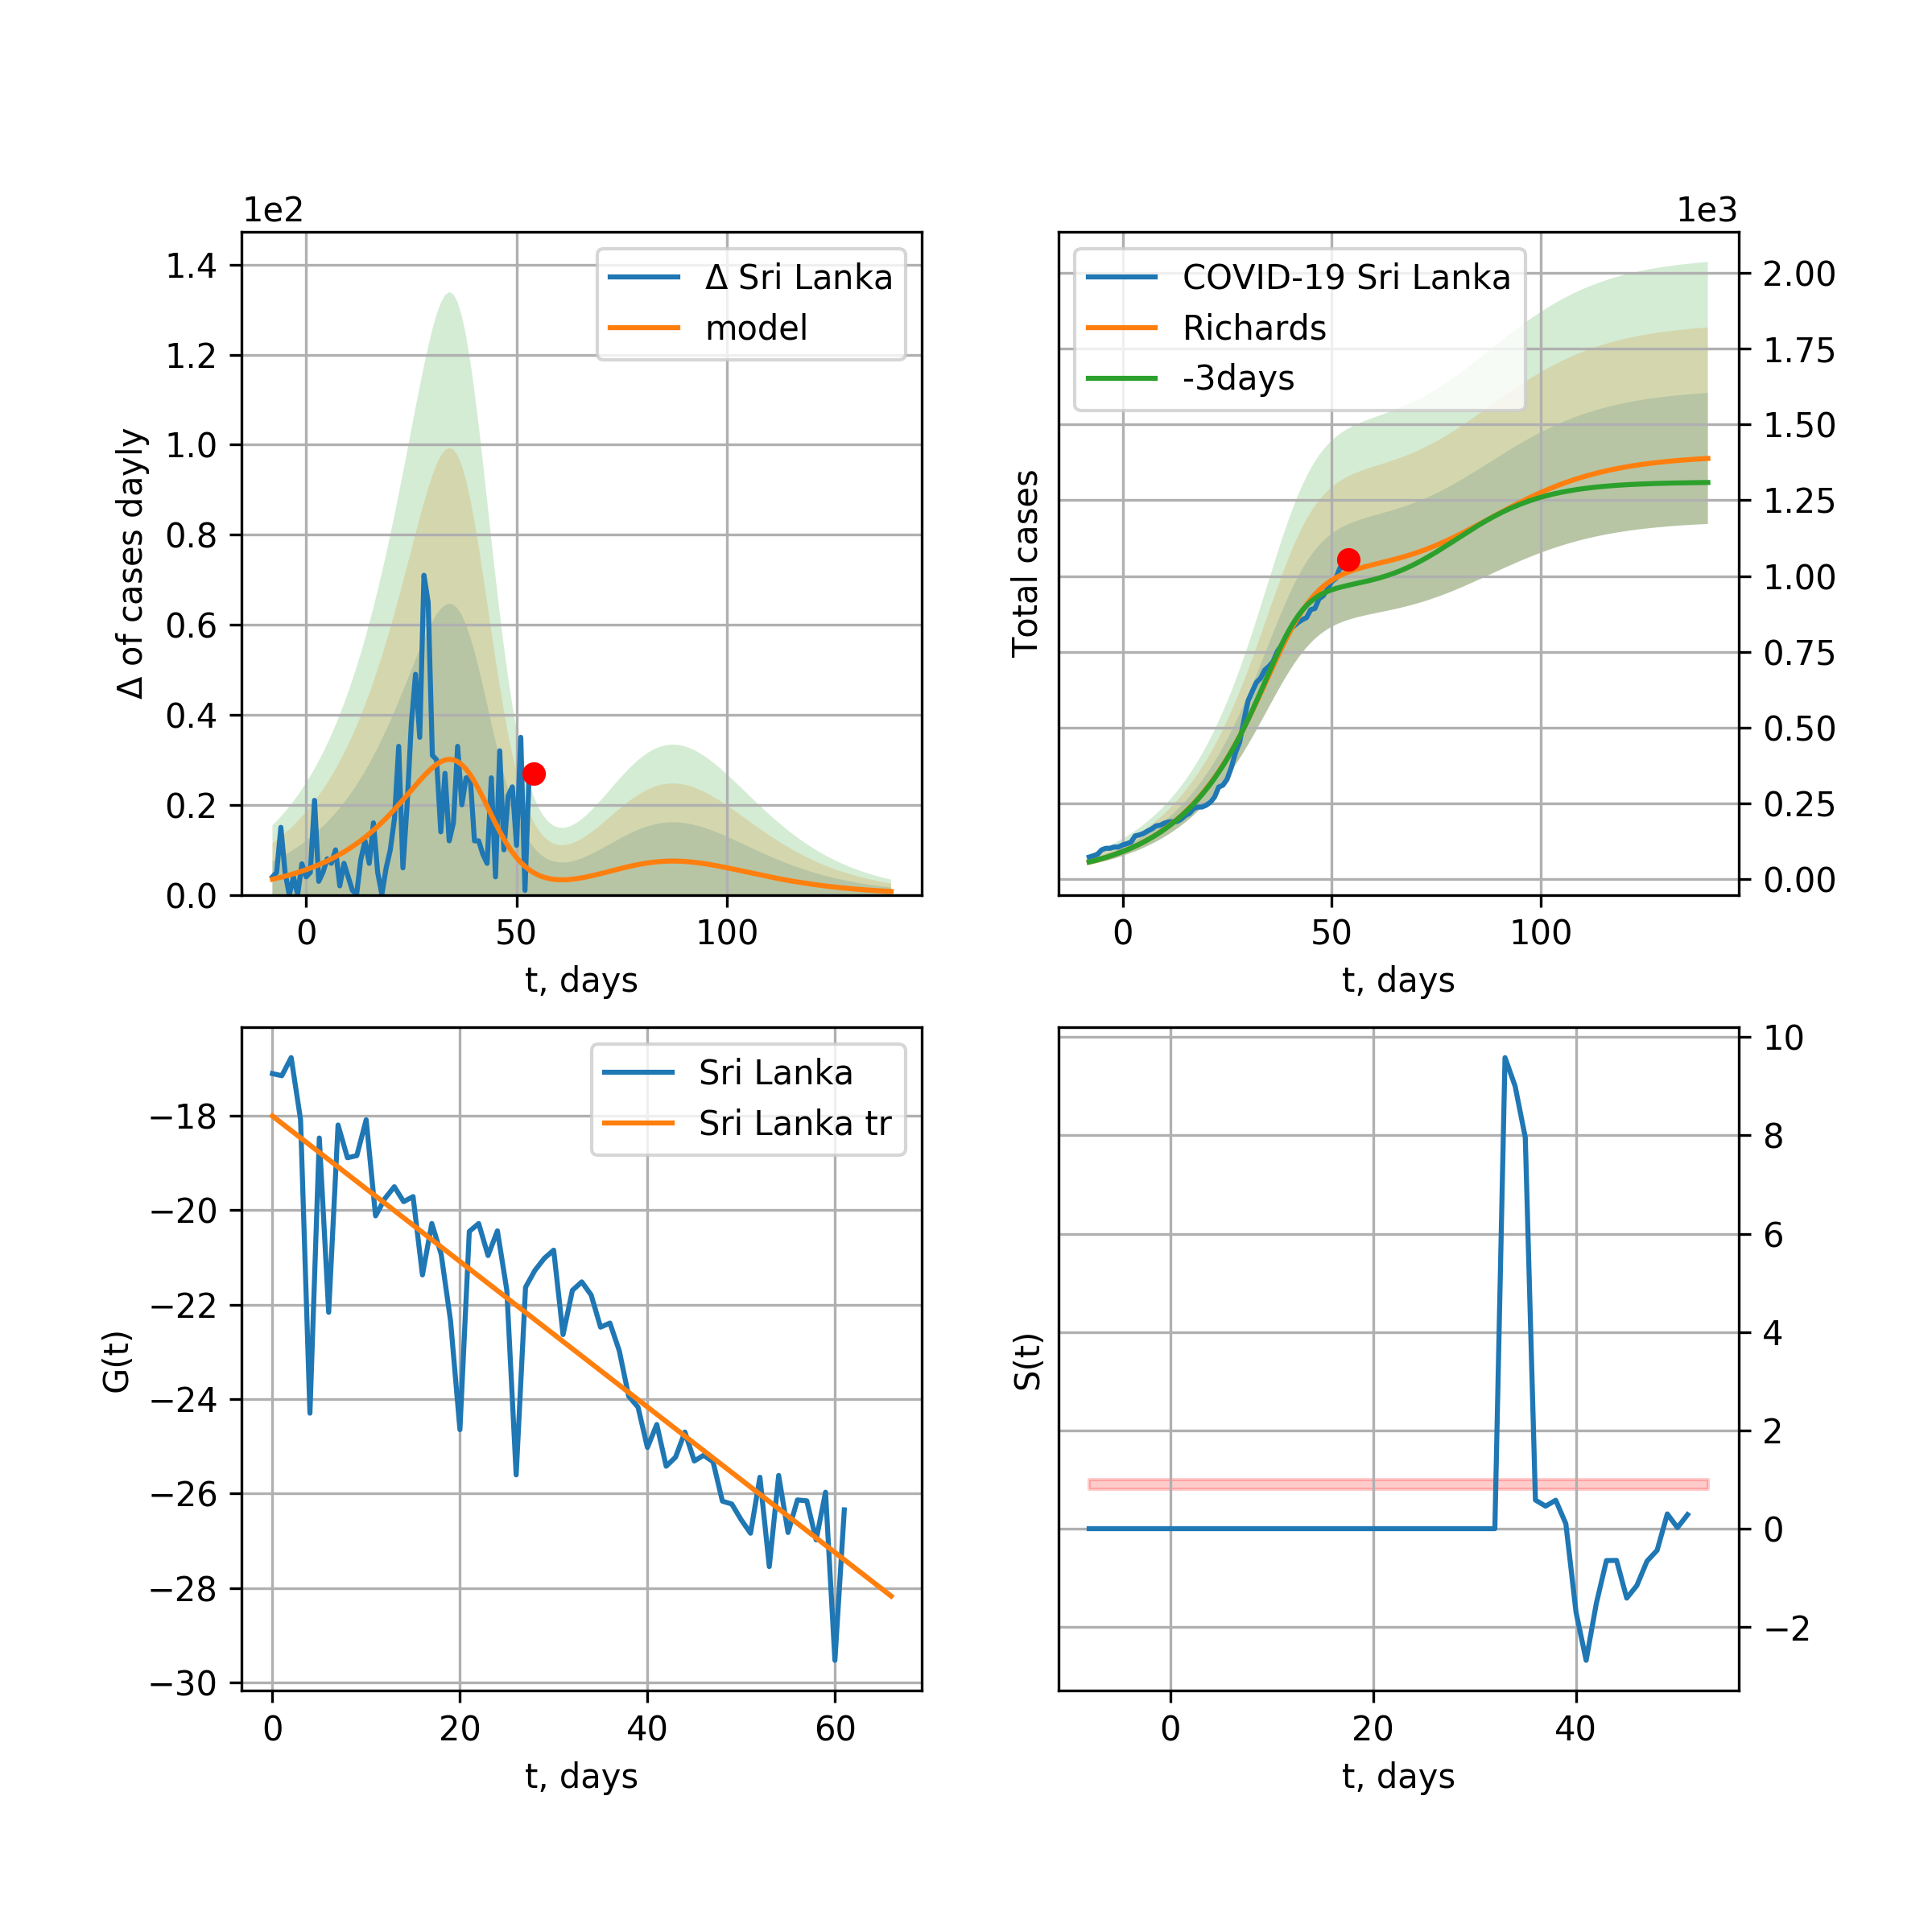 1e2
1.4
1.2
1.0
0.8
0.6
0.4
0.2
0.0
Δ of cases dayly
Δ Sri Lanka
model
0
50
100
t, days
1e3
COVID-19 Sri Lanka
Richards
-3days
Total cases
2.00
1.75
1.50
1.25
1.00
0.75
0.50
0.25
0.00
0
50
100
t, days
−18
−20
−22
−24
−26
−28
−30
G(t)
Sri Lanka
Sri Lanka tr
0
20
40
60
t, days
S(t)
10
8
6
4
2
0
−2
0
20
40
t, days